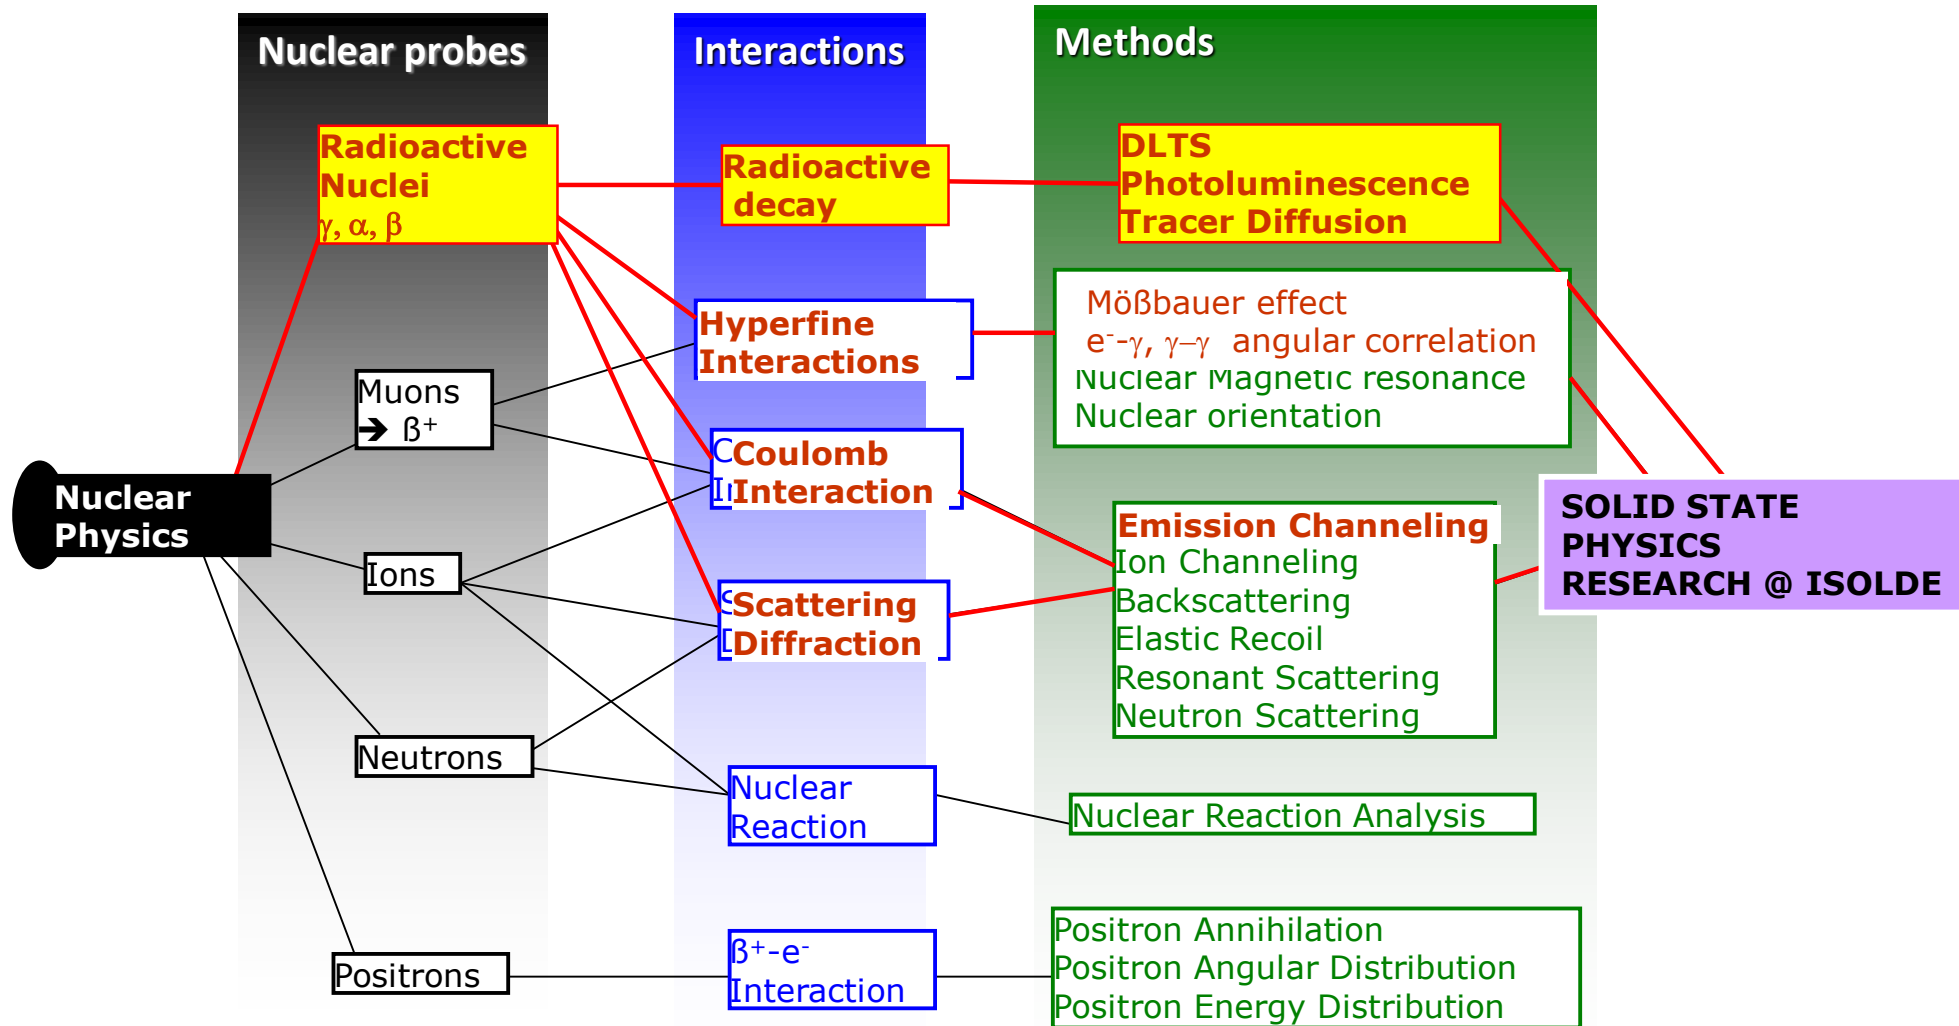 Nuclear probes
Interactions
Methods
Radioactive
Nuclei
γ, α, β
Radioactive
decay
DLTS
Photoluminescence
Tracer Diffusion
Hyperfine
Interactions
Mößbauer effect
e⁻-γ, γ–γ angular correlation
Nuclear Magnetic resonance
Nuclear orientation
Muons
➔ ß⁺
Coulomb
Interaction
Nuclear
Physics
Ions
Emission Channeling
Ion Channeling
Backscattering
Elastic Recoil
Resonant Scattering
Neutron Scattering
SOLID STATE
PHYSICS
RESEARCH @ ISOLDE
Scattering
Diffraction
Neutrons
Nuclear
Reaction
Nuclear Reaction Analysis
Positrons
ß⁺-e⁻
Interaction
Positron Annihilation
Positron Angular Distribution
Positron Energy Distribution